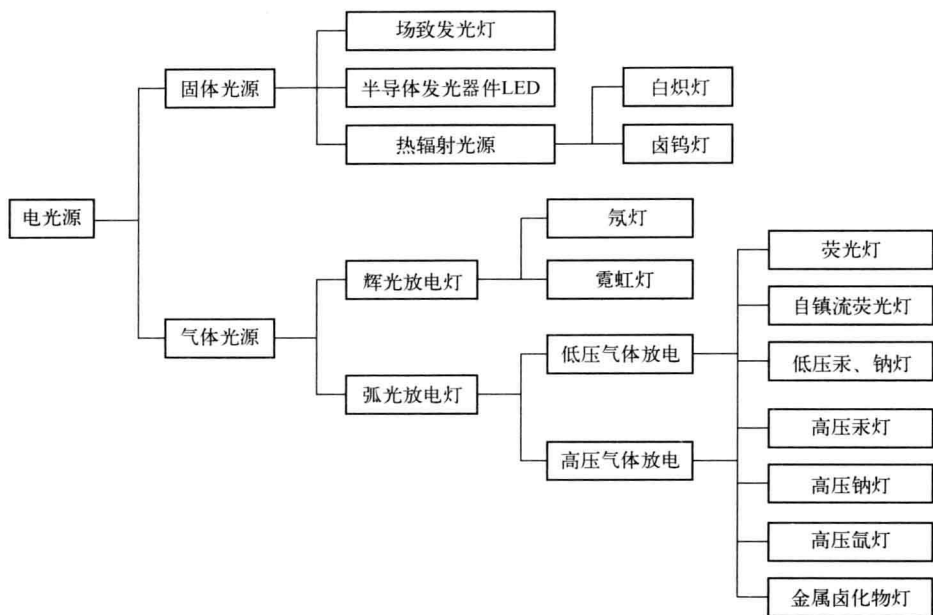 电光源
固体光源
场致发光灯
半导体发光器件LED
热辐射光源
白炽灯
卤钨灯
气体光源
辉光放电灯
氖灯
霓虹灯
弧光放电灯
低压气体放电
荧光灯
自镇流荧光灯
低压汞、钠灯
高压气体放电
高压汞灯
高压钠灯
高压氙灯
金属卤化物灯